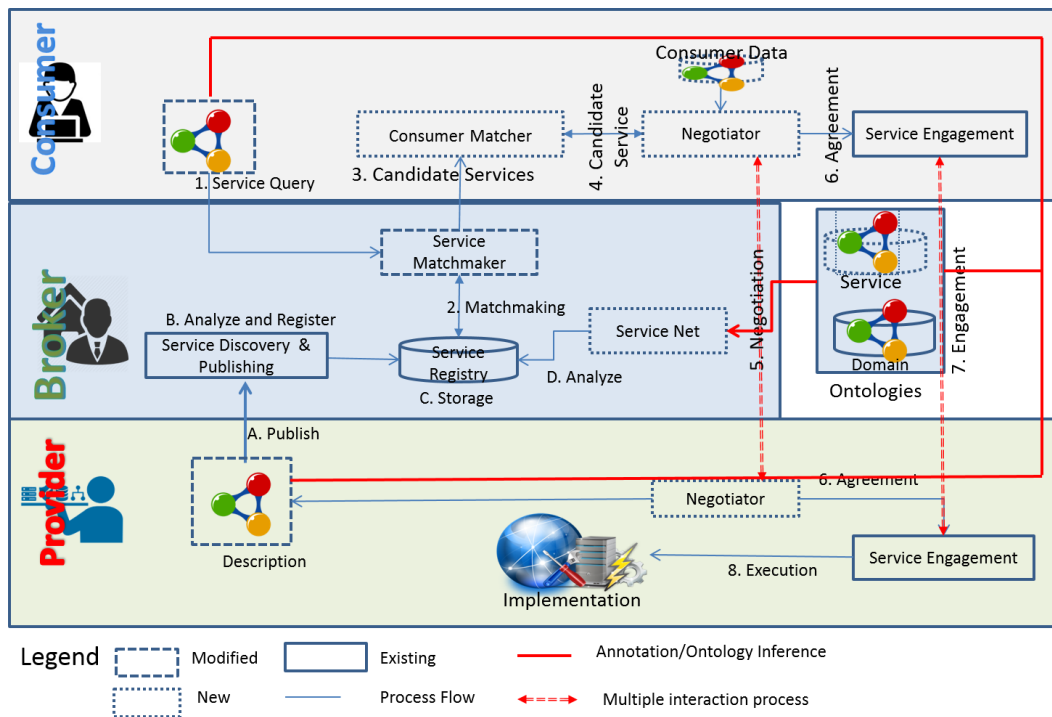 Consumer
Consumer Data
1. Service Query
Consumer Matcher
3. Candidate Services
4. Candidate
Service
Negotiator
6. Agreement
Service Engagement
Broker
Service
Matchmaker
2. Matchmaking
B. Analyze and Register
Service Discovery &
Publishing
Service
Registry
C. Storage
Service Net
D. Analyze
5. Negotiation
Service
Domain
Ontologies
7. Engagement
Provider
A. Publish
Description
Negotiator
6. Agreement
Service Engagement
8. Execution
Implementation
Legend
Modified
Existing
Annotation/Ontology Inference
New
Process Flow
Multiple interaction process